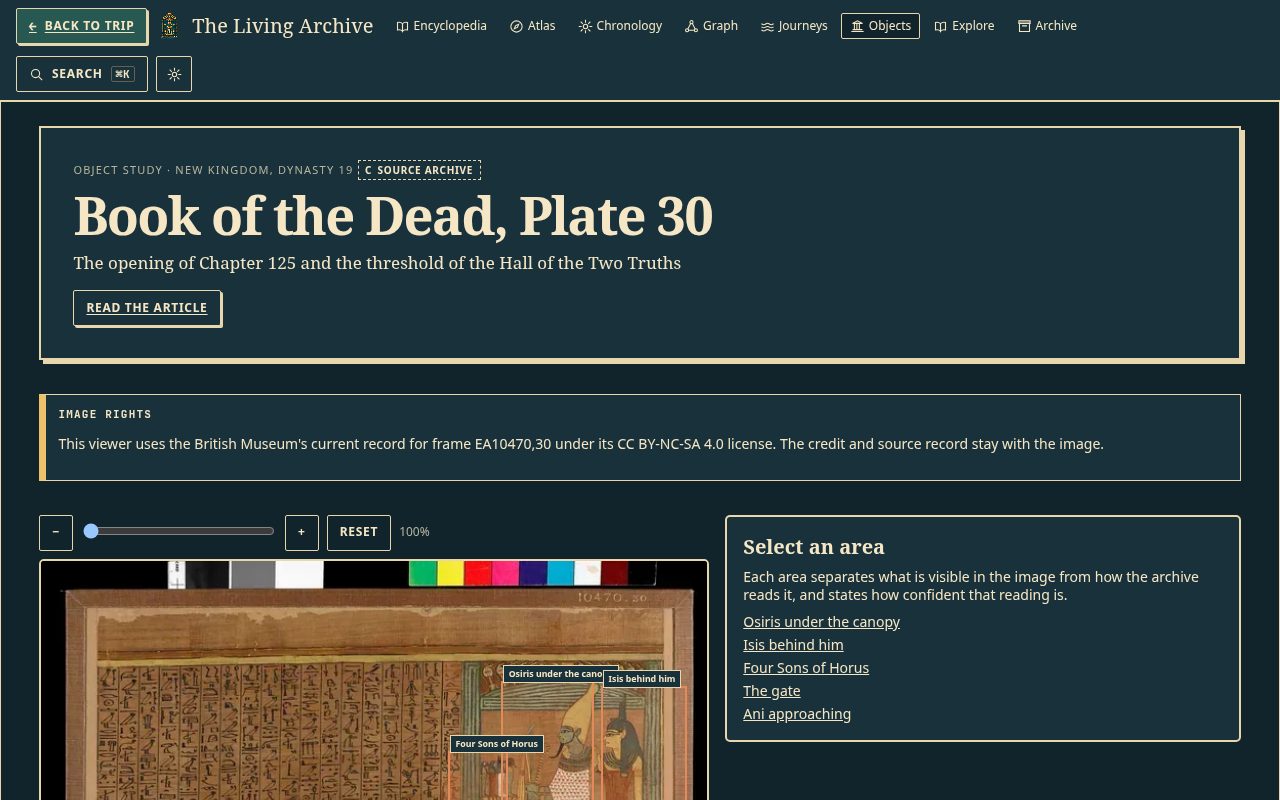 ← BACK TO TRIP
The Living Archive
Encyclopedia
Atlas
Chronology
Graph
Journeys
Objects
Explore
Archive
SEARCH ⌘K
OBJECT STUDY · NEW KINGDOM, DYNASTY 19 C SOURCE ARCHIVE
Book of the Dead, Plate 30
The opening of Chapter 125 and the threshold of the Hall of the Two Truths
READ THE ARTICLE
IMAGE RIGHTS
This viewer uses the British Museum's current record for frame EA10470,30 under its CC BY-NC-SA 4.0 license. The credit and source record stay with the image.
− + RESET 100%
Osiris under the cano
Isis behind him
Four Sons of Horus
Select an area
Each area separates what is visible in the image from how the archive
reads it, and states how confident that reading is.
Osiris under the canopy
Isis behind him
Four Sons of Horus
The gate
Ani approaching